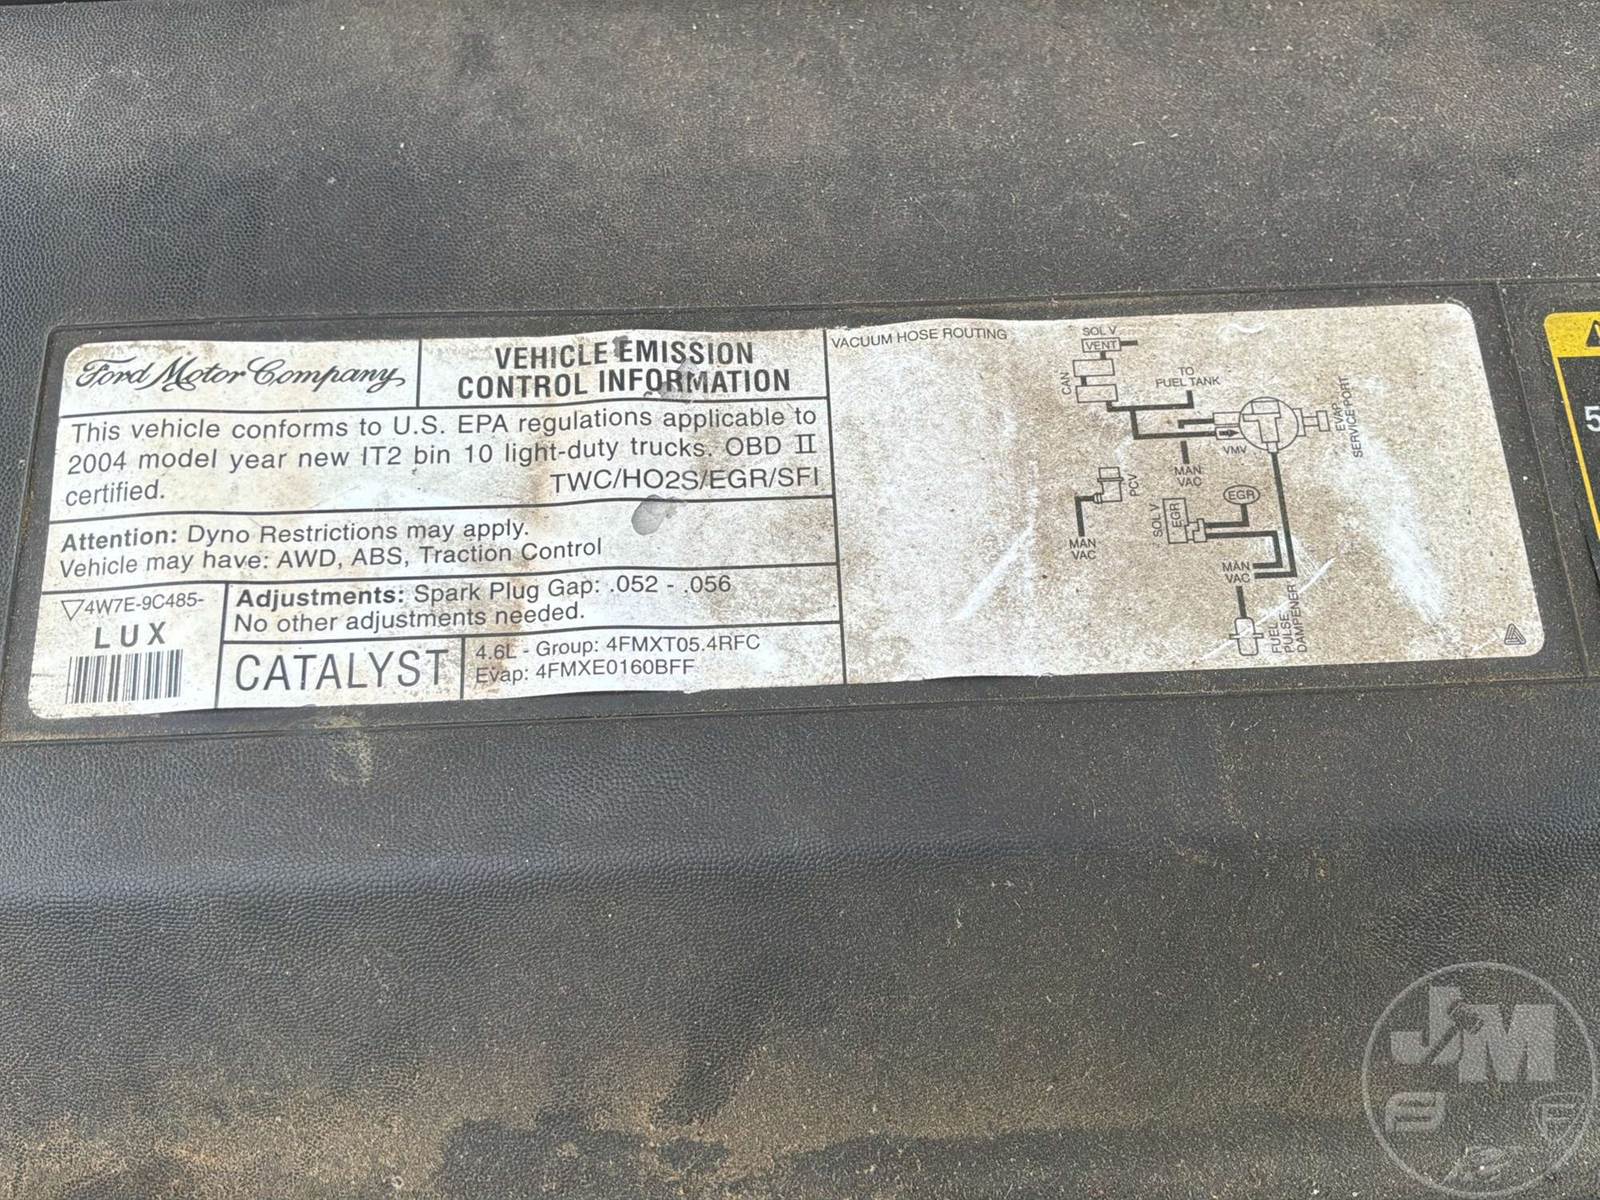 Ford Motor Company
VEHICLE EMISSION
CONTROL INFORMATION
This vehicle conforms to U.S. EPA regulations applicable to
2004 model year new IT2 bin 10 light-duty trucks. OBD II
certified.
TWC/HO2S/EGR/SFI
Attention: Dyno Restrictions may apply.
Vehicle may have: AWD, ABS, Traction Control
▽4W7E-9C485-
LUX
Adjustments: Spark Plug Gap: .052 - .056
No other adjustments needed.
CATALYST
4.6L - Group: 4FMXT05.4RFC
Evap: 4FMXE0160BFF
VACUUM HOSE ROUTING
SOL V
VENT
CAN
TO
FUEL TANK
EVAP
SERVICE PORT
VMV
MAN
VAC
PCV
MAN
VAC
SOL V
EGR
EGR
MAN
VAC
FUEL
PULSE
DAMPENER
5
JM